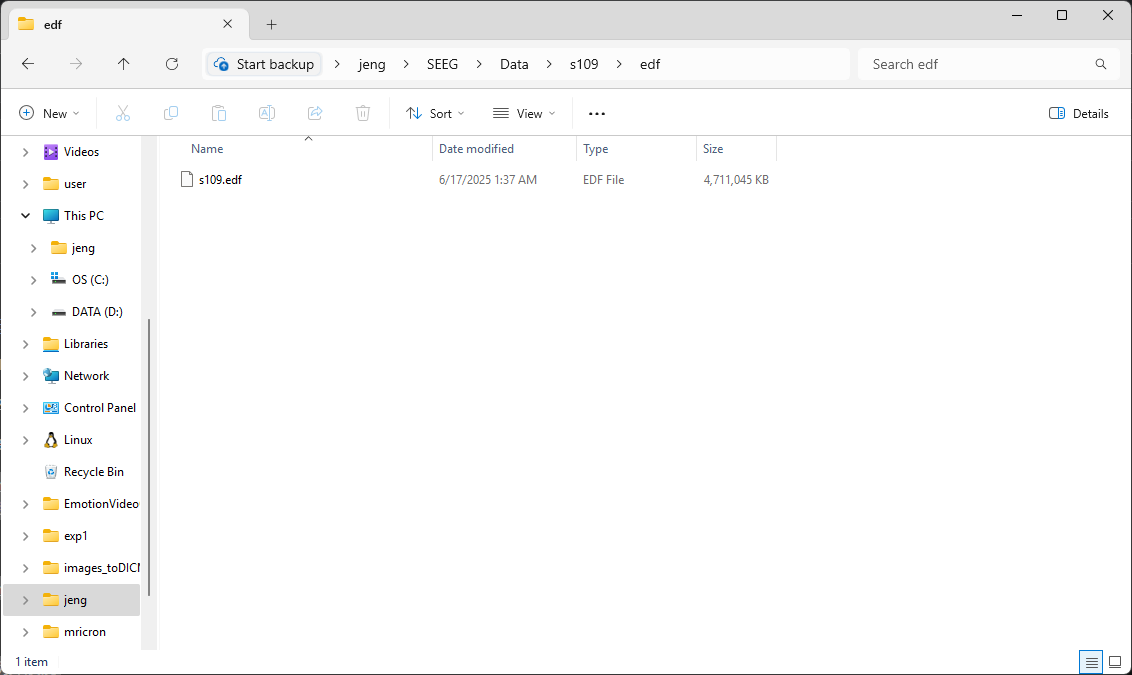 edf
Start backup > jeng > SEEG > Data > s109 > edf
Search edf
New
Sort
View
Details
Name Date modified Type Size
s109.edf 6/17/2025 1:37 AM EDF File 4,711,045 KB
Videos
user
This PC
jeng
OS (C:)
DATA (D:)
Libraries
Network
Control Panel
Linux
Recycle Bin
EmotionVideo
exp1
images_toDICM
jeng
mricron
1 item